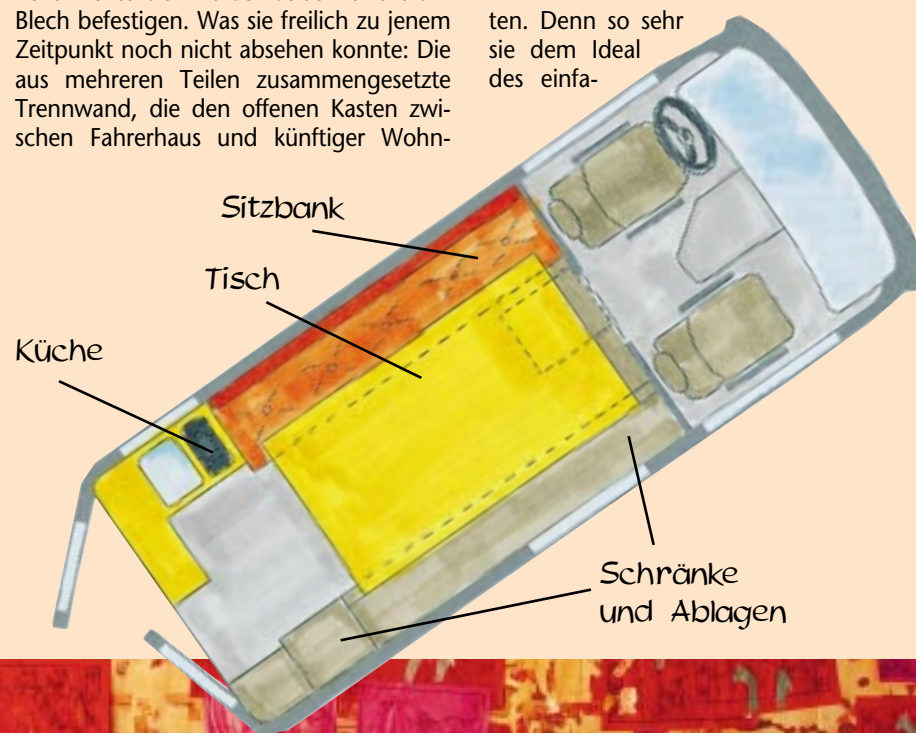 Blech befestigen. Was sie freilich zu jenem
Zeitpunkt noch nicht absehen konnte: Die
aus mehreren Teilen zusammengesetzte
Trennwand, die den offenen Kasten zwi-
schen Fahrerhaus und künftiger Wohn-
ten. Denn so sehr
sie dem Ideal
des einfa-
Sitzbank
Tisch
Küche
Schränke
und Ablagen